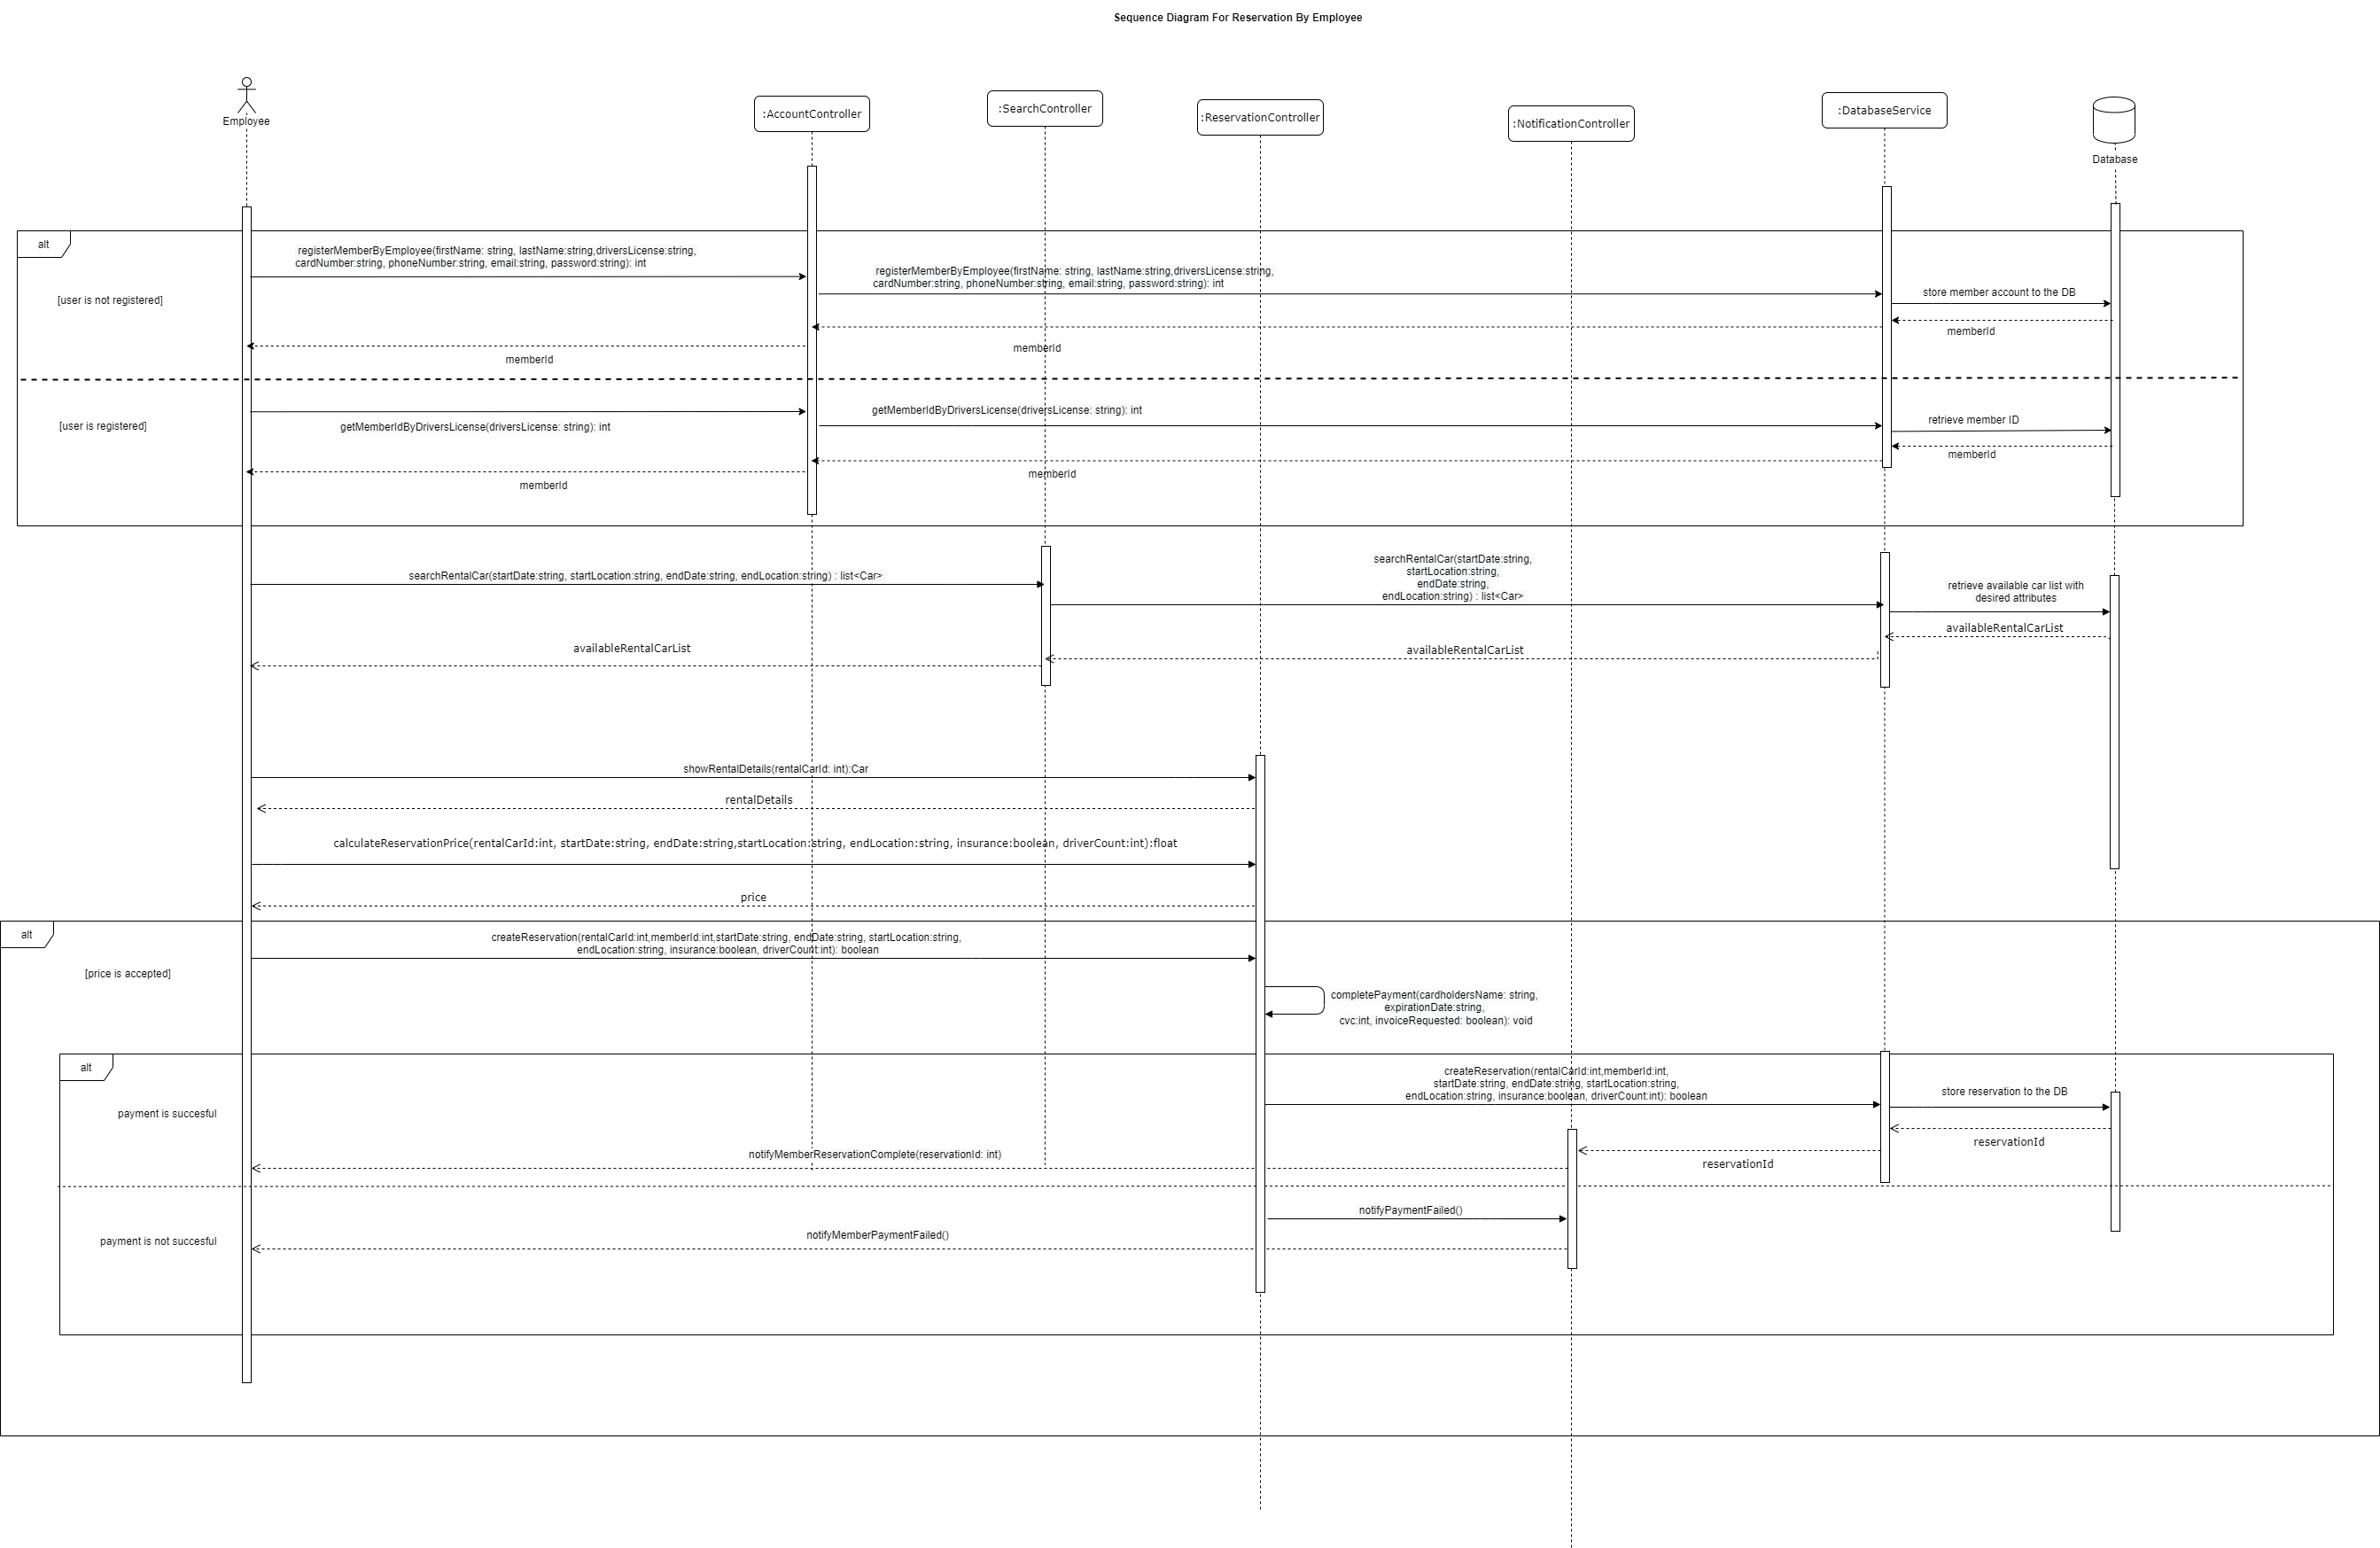 Sequence Diagram For Reservation By Employee
Employee
:AccountController
:SearchController
:ReservationController
:NotificationController
:DatabaseService
Database
alt
[user is not registered]
registerMemberByEmployee(firstName: string, lastName:string,driversLicense:string,
cardNumber:string, phoneNumber:string, email:string, password:string): int
registerMemberByEmployee(firstName: string, lastName:string,driversLicense:string,
cardNumber:string, phoneNumber:string, email:string, password:string): int
store member account to the DB
memberId
memberId
memberId
[user is registered]
getMemberIdByDriversLicense(driversLicense: string): int
getMemberIdByDriversLicense(driversLicense: string): int
retrieve member ID
memberId
memberId
memberId
searchRentalCar(startDate:string, startLocation:string, endDate:string, endLocation:string) : list<Car>
searchRentalCar(startDate:string,
startLocation:string,
endDate:string,
endLocation:string) : list<Car>
retrieve available car list with
desired attributes
availableRentalCarList
availableRentalCarList
availableRentalCarList
showRentalDetails(rentalCarId: int):Car
rentalDetails
calculateReservationPrice(rentalCarId:int, startDate:string, endDate:string,startLocation:string, endLocation:string, insurance:boolean, driverCount:int):float
price
alt
[price is accepted]
createReservation(rentalCarId:int,memberId:int,startDate:string, endDate:string, startLocation:string,
endLocation:string, insurance:boolean, driverCount:int): boolean
completePayment(cardholdersName: string,
expirationDate:string,
cvc:int, invoiceRequested: boolean): void
alt
payment is succesful
createReservation(rentalCarId:int,memberId:int,
startDate:string, endDate:string, startLocation:string,
endLocation:string, insurance:boolean, driverCount:int): boolean
store reservation to the DB
reservationId
reservationId
notifyMemberReservationComplete(reservationId: int)
notifyPaymentFailed()
payment is not succesful
notifyMemberPaymentFailed()